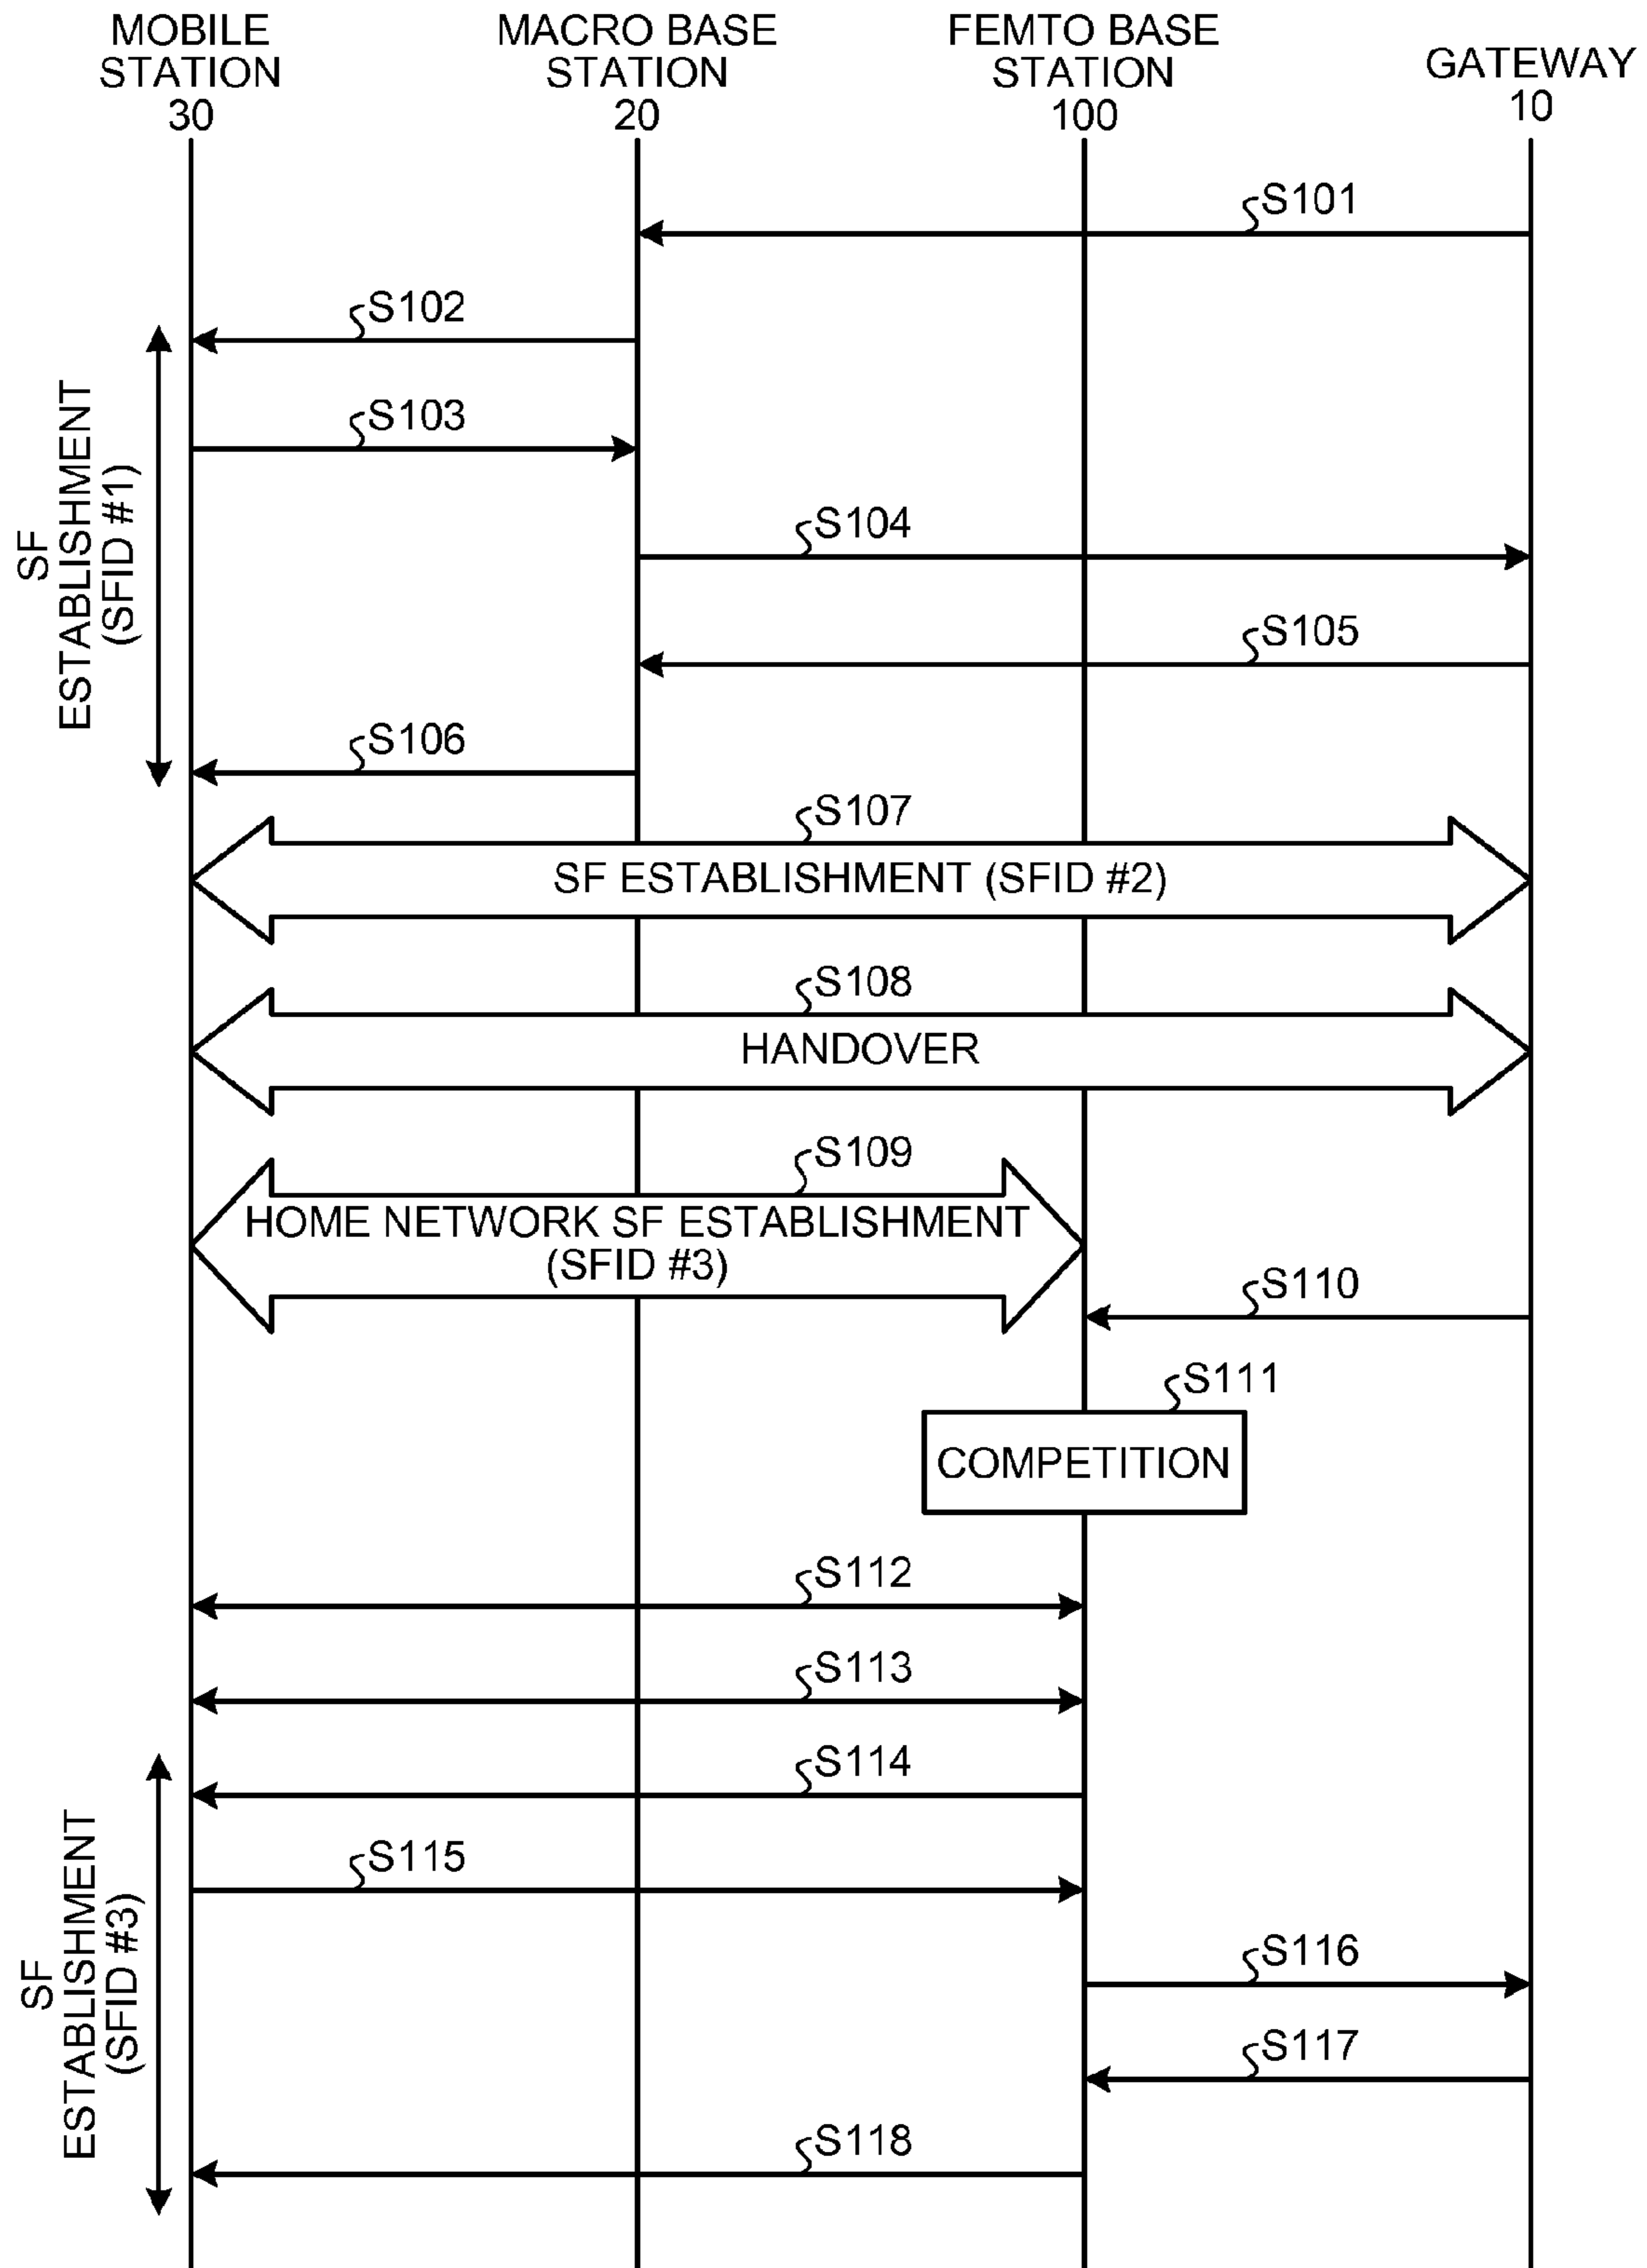 MOBILE
STATION
30
MACRO BASE
STATION
20
FEMTO BASE
STATION
100
GATEWAY
10
S101
S102
S103
S104
S105
S106
SF
ESTABLISHMENT
(SFID #1)
S107
SF ESTABLISHMENT (SFID #2)
S108
HANDOVER
S109
HOME NETWORK SF ESTABLISHMENT
(SFID #3)
S110
S111
COMPETITION
S112
S113
S114
S115
S116
S117
S118
SF
ESTABLISHMENT
(SFID #3)